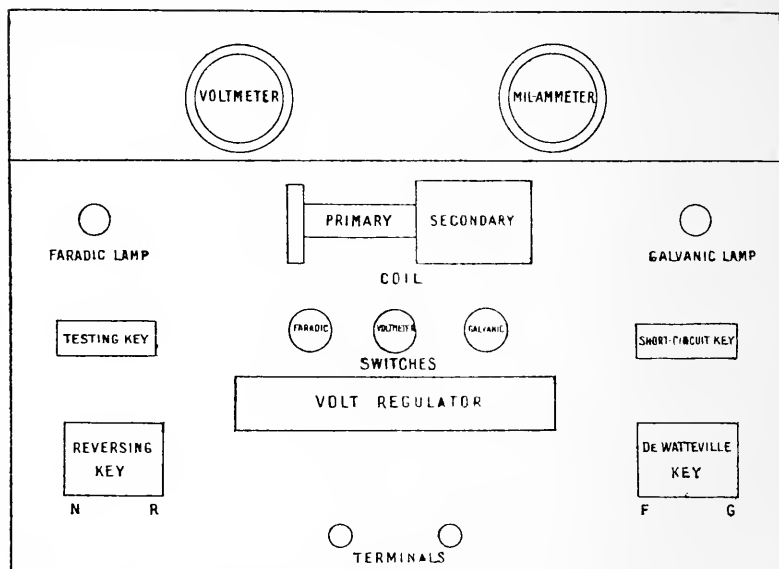 VOLTMETER
MIL-AMMETER
PRIMARY
SECONDARY
FARADIC LAMP
GALVANIC LAMP
COIL
TESTING KEY
FARADIC
VOLTMETER
GALVANIC
SHORT-CIRCUIT KEY
SWITCHES
VOLT REGULATOR
REVERSING
KEY
DE WATTEVILLE
KEY
N R
F G
TERMINALS